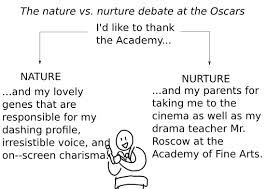 The nature vs. nurture debate at the Oscars
I'd like to thank
the Academy...
NATURE
...and my lovely
genes that are
responsible for my
dashing profile,
irresistible voice, and
on--screen charisma.
NURTURE
...and my parents for
taking me to the
cinema as well as my
drama teacher Mr.
Roscow at the
Academy of Fine Arts.